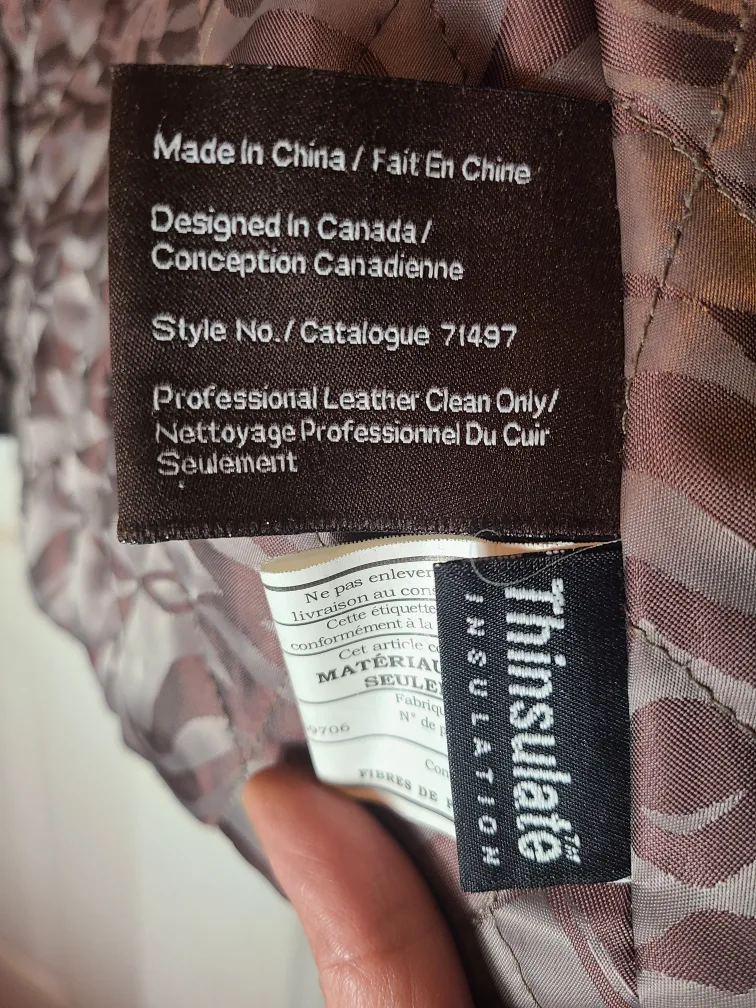 Made In China / Fait En Chine
Designed In Canada /
Conception Canadienne
Style No. / Catalogue 71497
Professional Leather Clean Only /
Nettoyage Professionnel Du Cuir
Seulement
Ne pas enlever
livraison au
Cette étiquette
conformément à la
Cet article
MATÉRIAU
SEULE
Fabriq
N° de
9706
Con
FIBRES DE
Thinsulate™
INSULATION